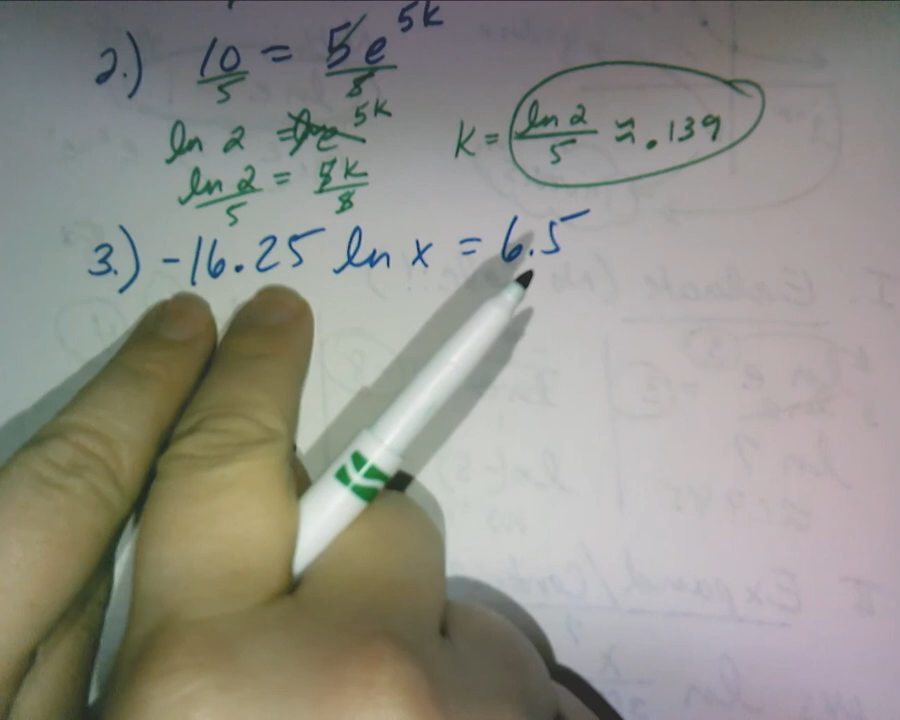 2.) 10/5 = 5e^5k/5
ln 2 = ln e^5k
ln 2/5 = 5k/5
k = ln 2/5 ≈ .139
3.) -16.25 ln x = 6.5